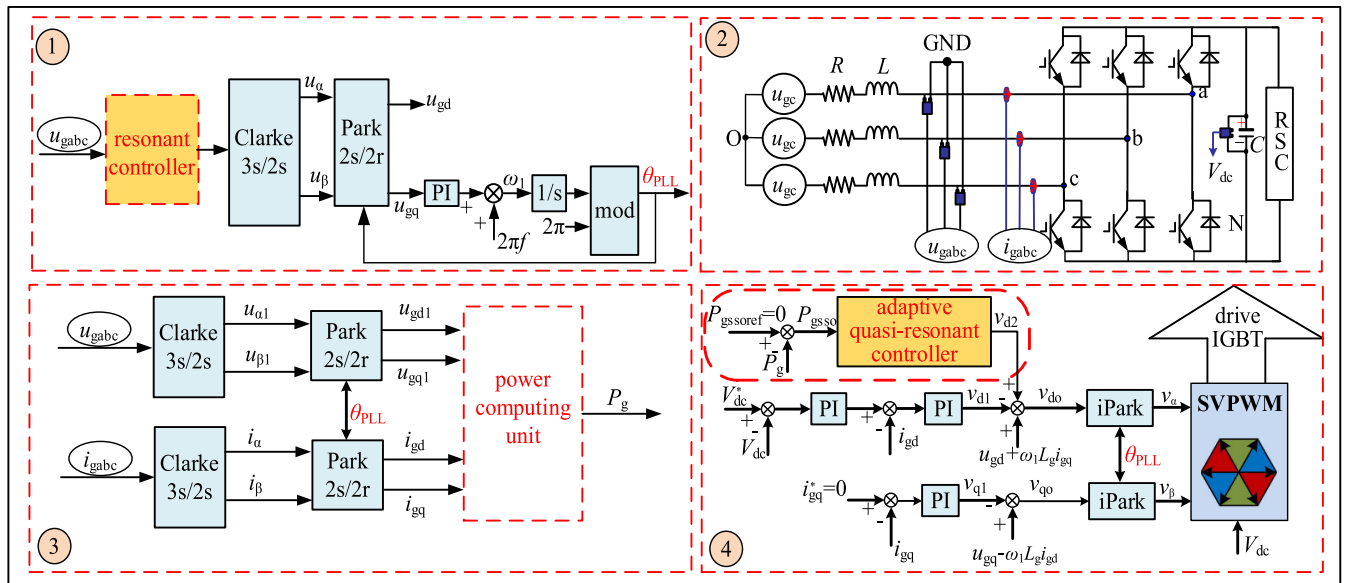 1
u_gabc
resonant
controller
Clarke
3s/2s
u_α
u_β
Park
2s/2r
u_gd
u_gq
PI
+
+
2πf
ω_1
1/s
2π
mod
θ_PLL
2
GND
R
L
u_gc
u_gc
u_gc
O
a
b
c
u_gabc
i_gabc
N
+
−
V_dc
C
RSC
3
u_gabc
Clarke
3s/2s
u_α1
u_β1
Park
2s/2r
u_gd1
u_gq1
θ_PLL
i_gabc
Clarke
3s/2s
i_α
i_β
Park
2s/2r
i_gd
i_gq
power
computing
unit
P_g
4
P_gssoref=0
+
-
P_g
P_gsso
adaptive
quasi-resonant
controller
v_d2
V_dc*
+
-
V_dc
PI
+
-
i_gd
PI
v_d1
-
+
+
u_gd+ω_1L_gi_gq
v_do
iPark
v_α
θ_PLL
i_gq*=0
+
-
i_gq
PI
v_q1
-
+
u_gq-ω_1L_gi_gd
v_qo
iPark
v_β
drive
IGBT
SVPWM
V_dc